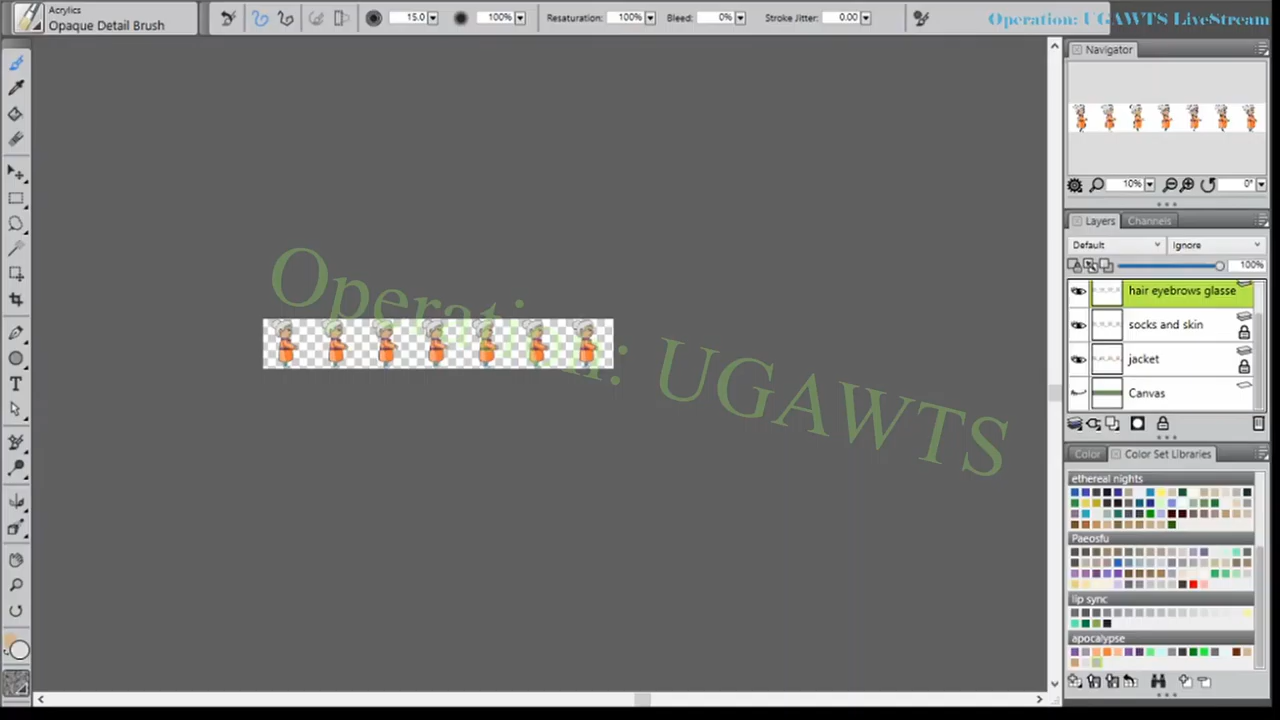 Acrylics
Opaque Detail Brush
15.0
100%
Resaturation: 100%
Bleed: 0%
Stroke Jitter: 0.00
Operation: UGAWTS LiveStream
Navigator
10%
0°
Layers
Channels
Default
Ignore
100%
hair eyebrows glasse
socks and skin
jacket
Canvas
Operation: UGAWTS
Color
Color Set Libraries
ethereal nights
Paeosfu
lip sync
apocalypse